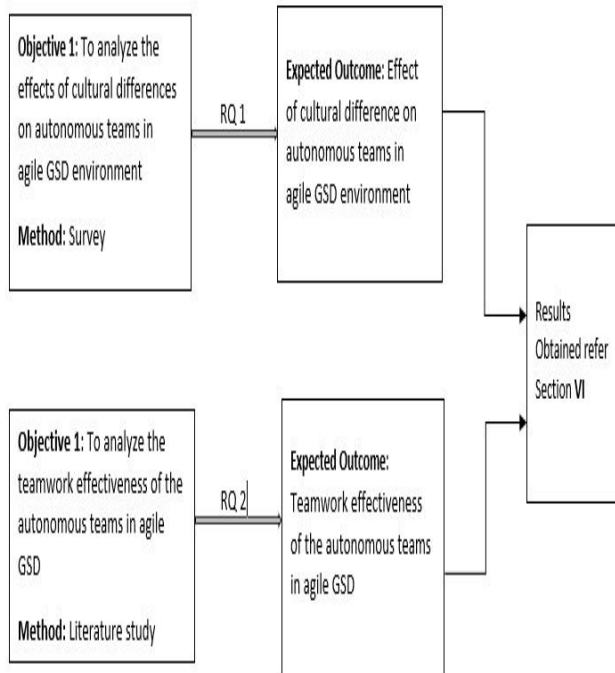 Objective 1: To analyze the
effects of cultural differences
on autonomous teams in
agile GSD environment
Method: Survey
RQ 1
Expected Outcome: Effect
of cultural difference on
autonomous teams in
agile GSD environment
Results
Obtained refer
Section VI
Objective 1: To analyze the
teamwork effectiveness of the
autonomous teams in agile
GSD
Method: Literature study
RQ 2
Expected Outcome:
Teamwork effectiveness
of the autonomous teams
in agile GSD